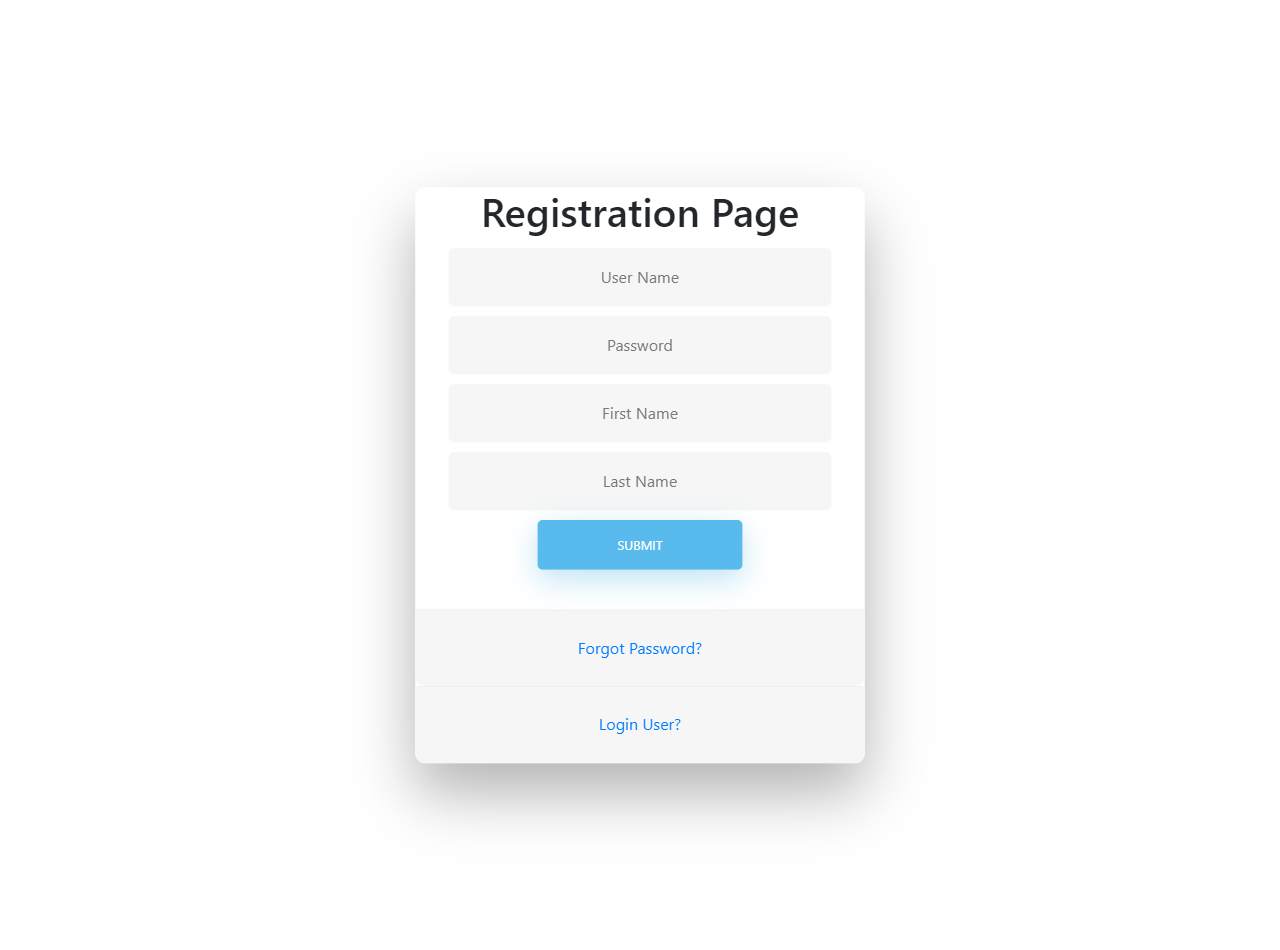 Registration Page
User Name
Password
First Name
Last Name
SUBMIT
Forgot Password?
Login User?